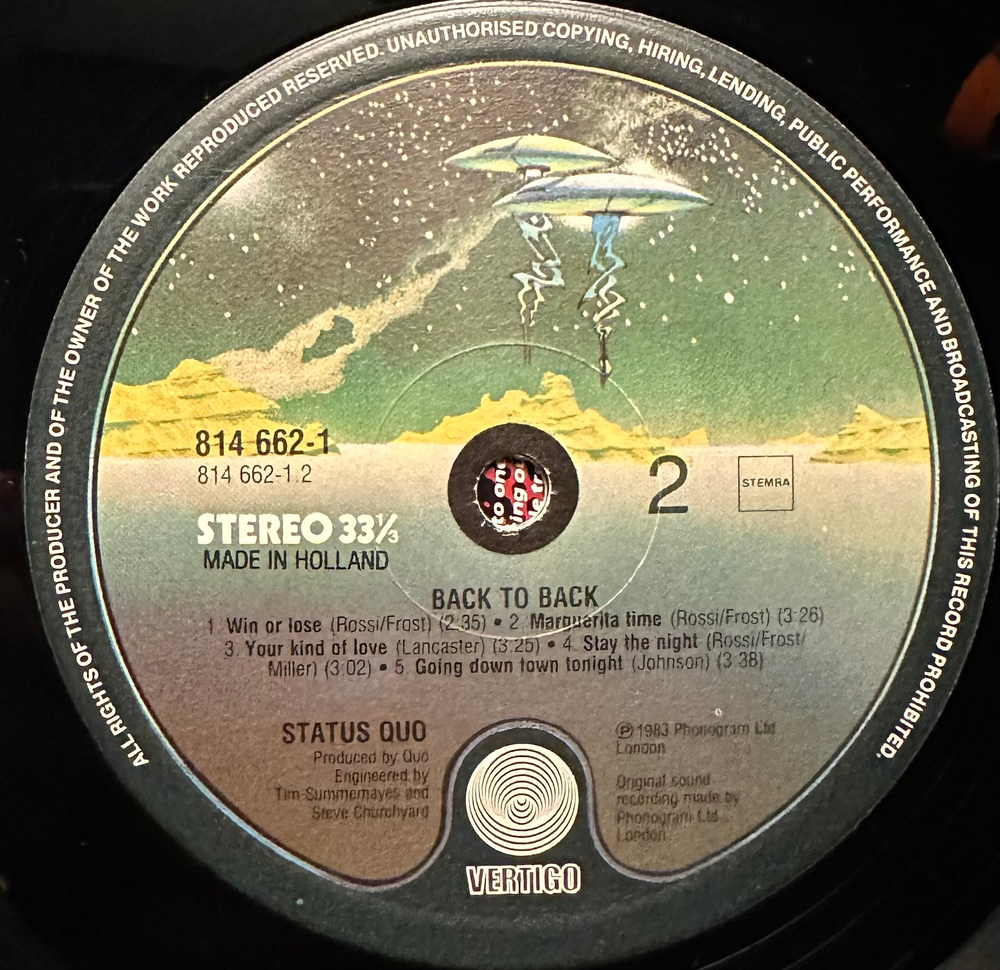 ALL RIGHTS OF THE PRODUCER AND OF THE OWNER OF THE WORK REPRODUCED RESERVED. UNAUTHORISED COPYING, HIRING, LENDING, PUBLIC PERFORMANCE AND BROADCASTING OF THIS RECORD PROHIBITED.
814 662-1
814 662-1.2
2
STEMRA
STEREO 33⅓
MADE IN HOLLAND
BACK TO BACK
1. Win or lose (Rossi/Frost) (2:35) • 2. Marguerita time (Rossi/Frost) (3:26)
3. Your kind of love (Lancaster) (3:25) • 4. Stay the night (Rossi/Frost/
Miller) (3:02) • 5. Going down town tonight (Johnson) (3:38)
STATUS QUO
Produced by Quo
Engineered by
Tim Summerhayes and
Steve Churchyard
Ⓟ 1983 Phonogram Ltd.
London
Original sound
recording made by
Phonogram Ltd.
London.
VERTIGO